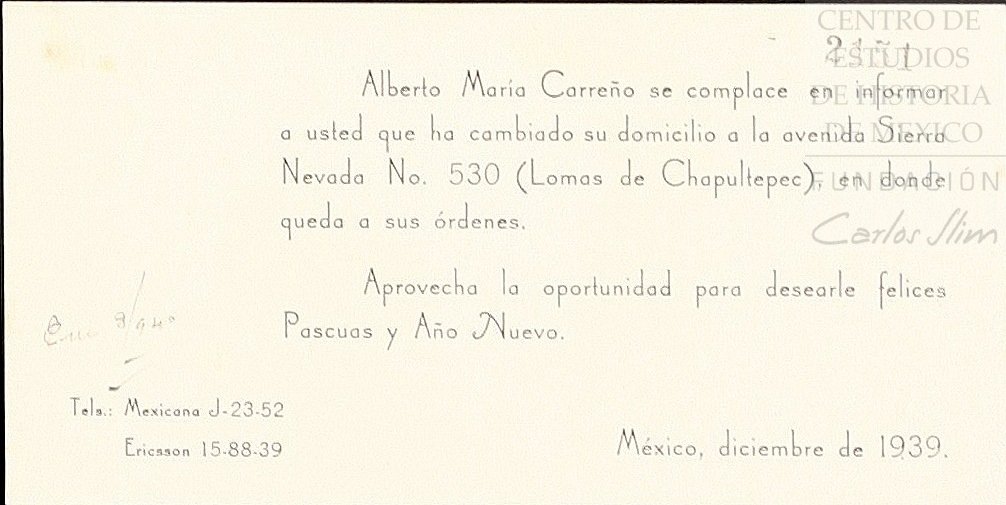 CENTRO DE
ESTUDIOS
DE HISTORIA
DE MEXICO
FUNDACIÓN
Carlos Slim
Alberto María Carreño se complace en informar
a usted que ha cambiado su domicilio a la avenida Sierra
Nevada No. 530 (Lomas de Chapultepec), en donde
queda a sus órdenes.
Aprovecha la oportunidad para desearle felices
Pascuas y Año Nuevo.
Tels.: Mexicana J-23-52
Ericsson 15-88-39
México, diciembre de 1939.